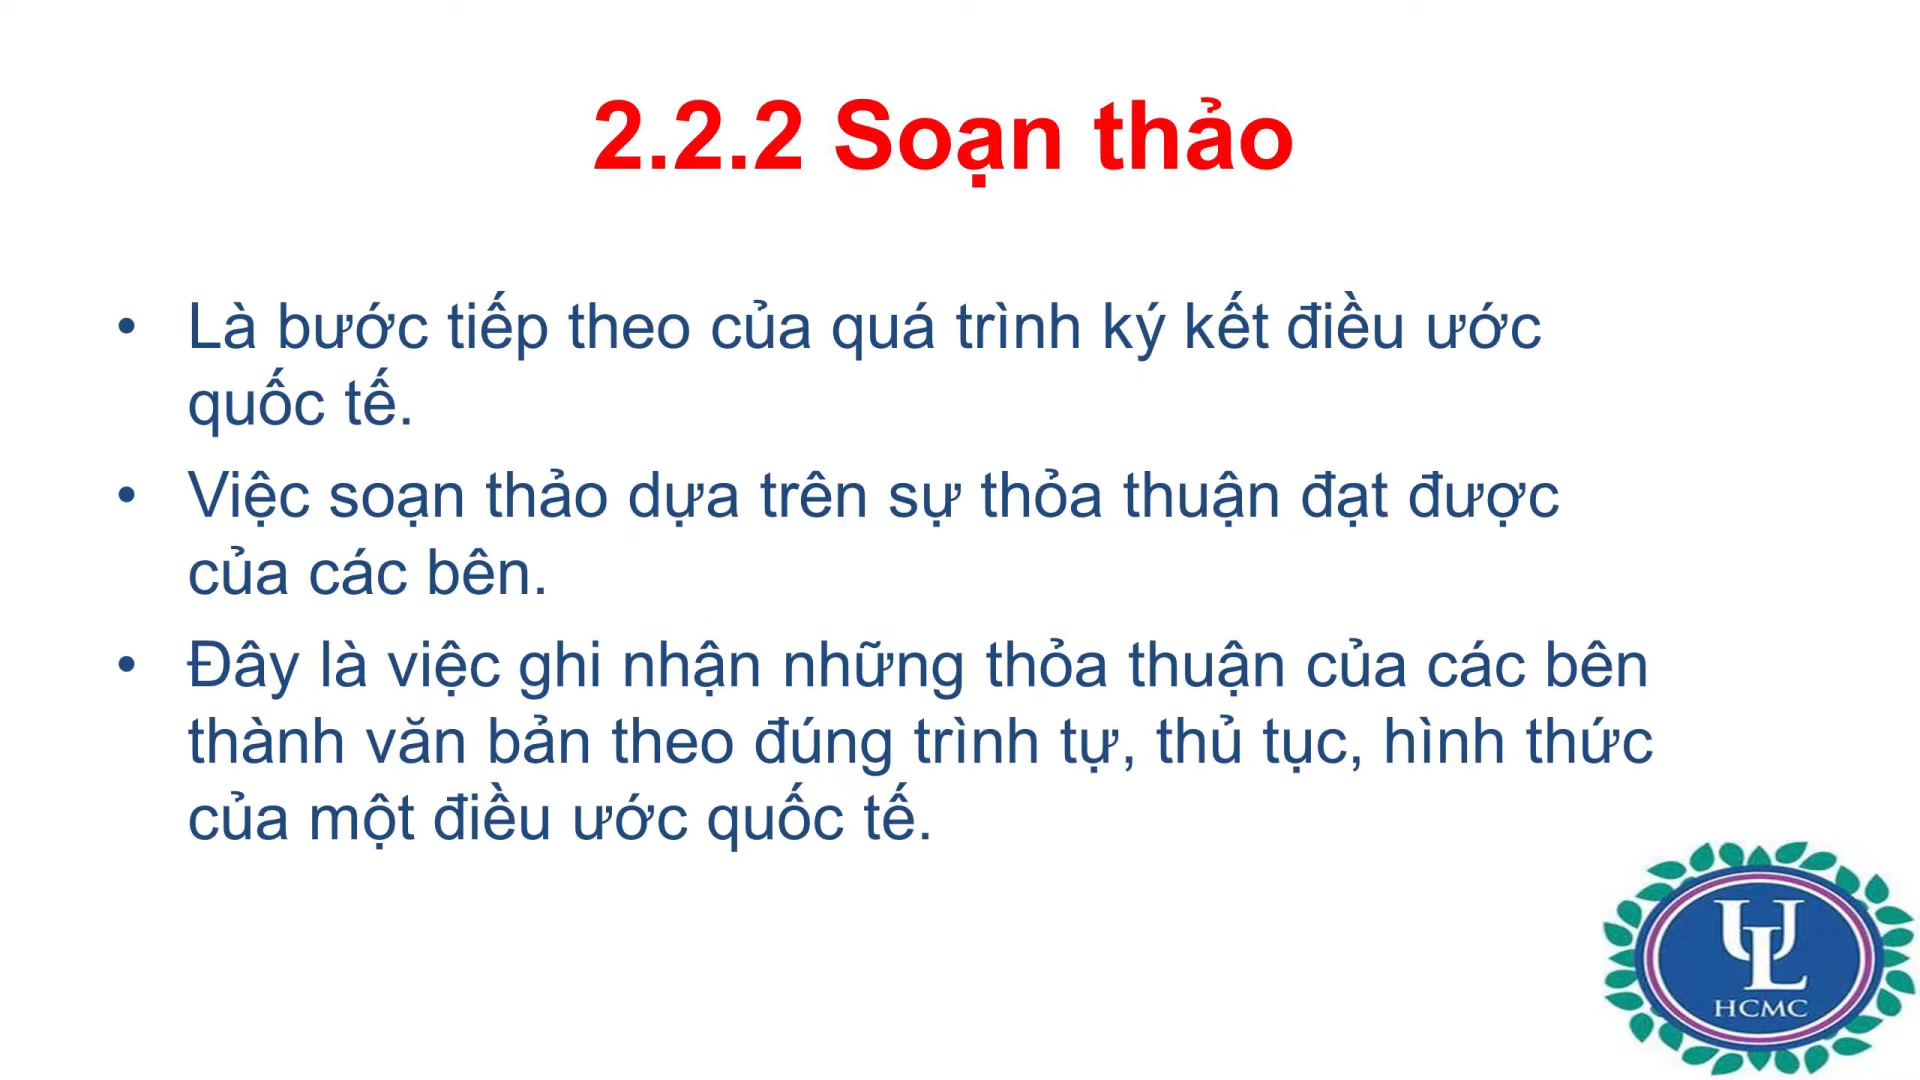 2.2.2 Soạn thảo
• Là bước tiếp theo của quá trình ký kết điều ước
quốc tế.
• Việc soạn thảo dựa trên sự thỏa thuận đạt được
của các bên.
• Đây là việc ghi nhận những thỏa thuận của các bên
thành văn bản theo đúng trình tự, thủ tục, hình thức
của một điều ước quốc tế.
UL
HCMC